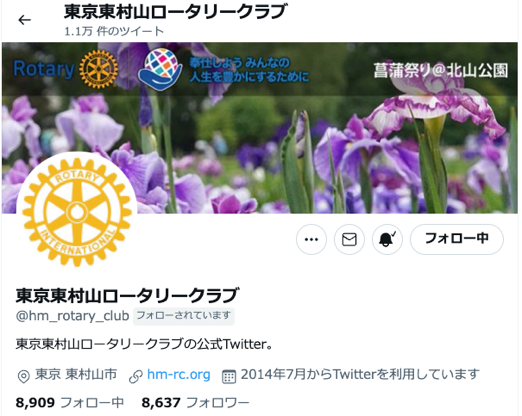 東京東村山ロータリークラブ
1.1万 件のツイート
Rotary
奉仕しよう みんなの
人生を豊かにするために
菖蒲祭り@北山公園
ROTARY
INTERNATIONAL
フォロー中
東京東村山ロータリークラブ
@hm_rotary_club フォローされています
東京東村山ロータリークラブの公式Twitter。
東京 東村山市 hm-rc.org 2014年7月からTwitterを利用しています
8,909 フォロー中 8,637 フォロワー